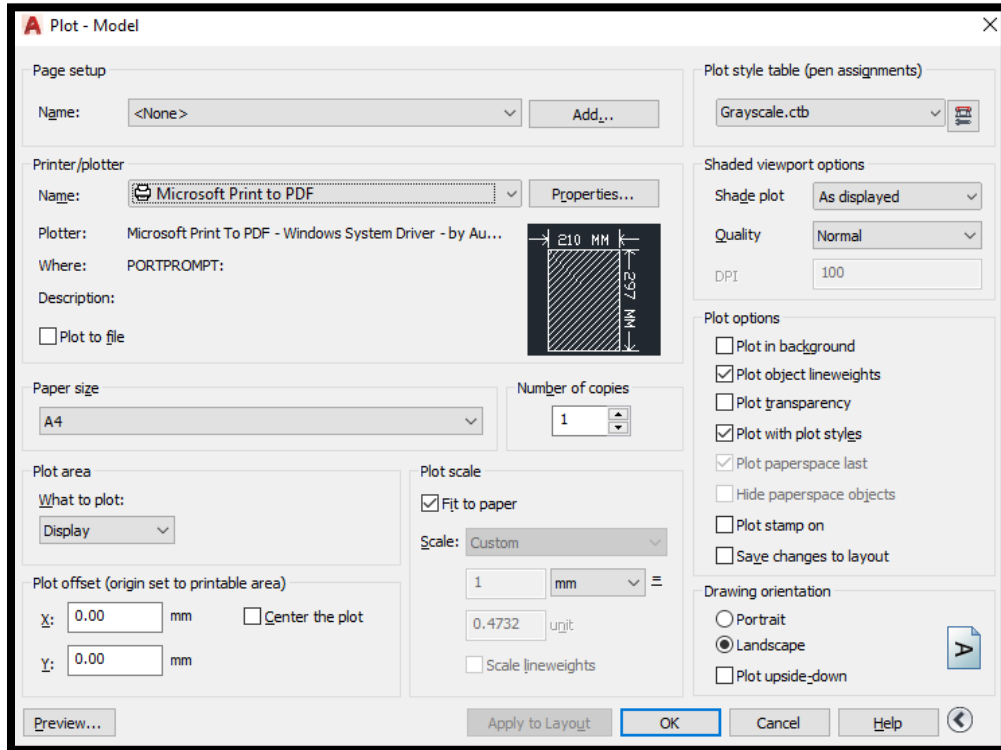 Plot - Model
Page setup
Name: <None> Add...
Printer/plotter
Name: Microsoft Print to PDF Properties...
Plotter: Microsoft Print To PDF - Windows System Driver - by Au...
Where: PORTPROMPT:
Description:
Plot to file
210 MM
297 MM
Paper size
A4
Number of copies
1
Plot area
What to plot:
Display
Plot offset (origin set to printable area)
X: 0.00 mm Center the plot
Y: 0.00 mm
Plot scale
Fit to paper
Scale: Custom
1 mm =
0.4732 unit
Scale lineweights
Plot style table (pen assignments)
Grayscale.ctb
Shaded viewport options
Shade plot As displayed
Quality Normal
DPI 100
Plot options
Plot in background
Plot object lineweights
Plot transparency
Plot with plot styles
Plot paperspace last
Hide paperspace objects
Plot stamp on
Save changes to layout
Drawing orientation
Portrait
Landscape
Plot upside-down
A
Preview... Apply to Layout OK Cancel Help